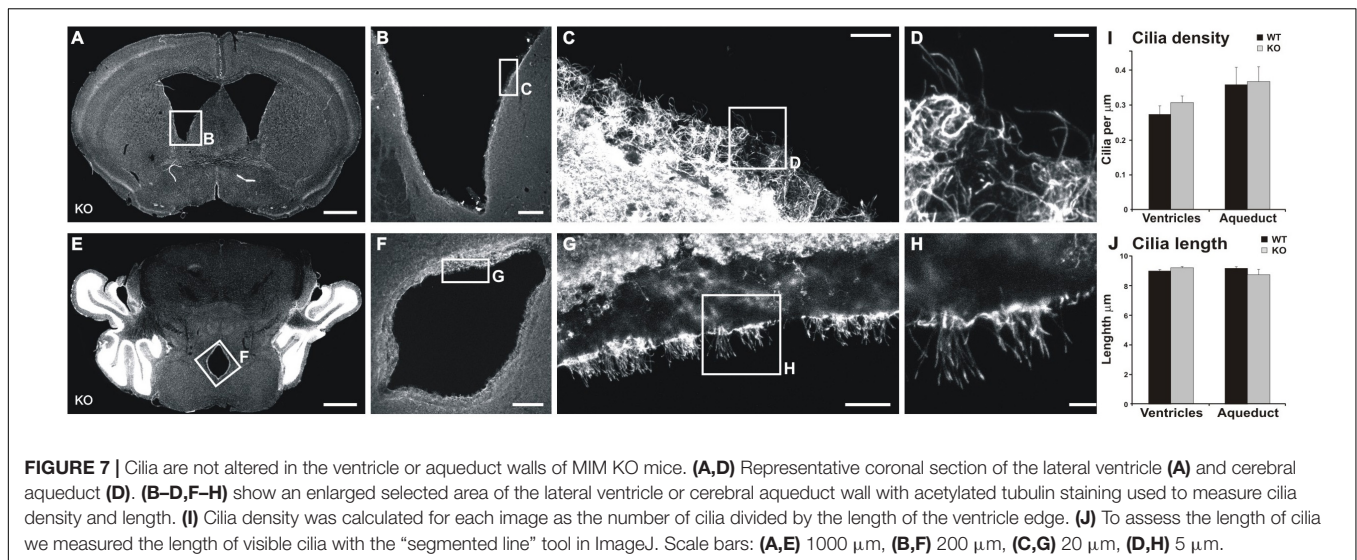 A
B
C
D
I Cilia density
WT
KO
B
C
D
KO
Cilia per µm
0.4
0.3
0.2
0.1
0
Ventricles Aqueduct
E
F
G
H
J Cilia length
WT
KO
F
G
H
KO
Lenghth µm
10
8
6
4
2
0
Ventricles Aqueduct
FIGURE 7 | Cilia are not altered in the ventricle or aqueduct walls of MIM KO mice. (A,D) Representative coronal section of the lateral ventricle (A) and cerebral
aqueduct (D). (B–D,F–H) show an enlarged selected area of the lateral ventricle or cerebral aqueduct wall with acetylated tubulin staining used to measure cilia
density and length. (I) Cilia density was calculated for each image as the number of cilia divided by the length of the ventricle edge. (J) To assess the length of cilia
we measured the length of visible cilia with the “segmented line” tool in ImageJ. Scale bars: (A,E) 1000 µm, (B,F) 200 µm, (C,G) 20 µm, (D,H) 5 µm.